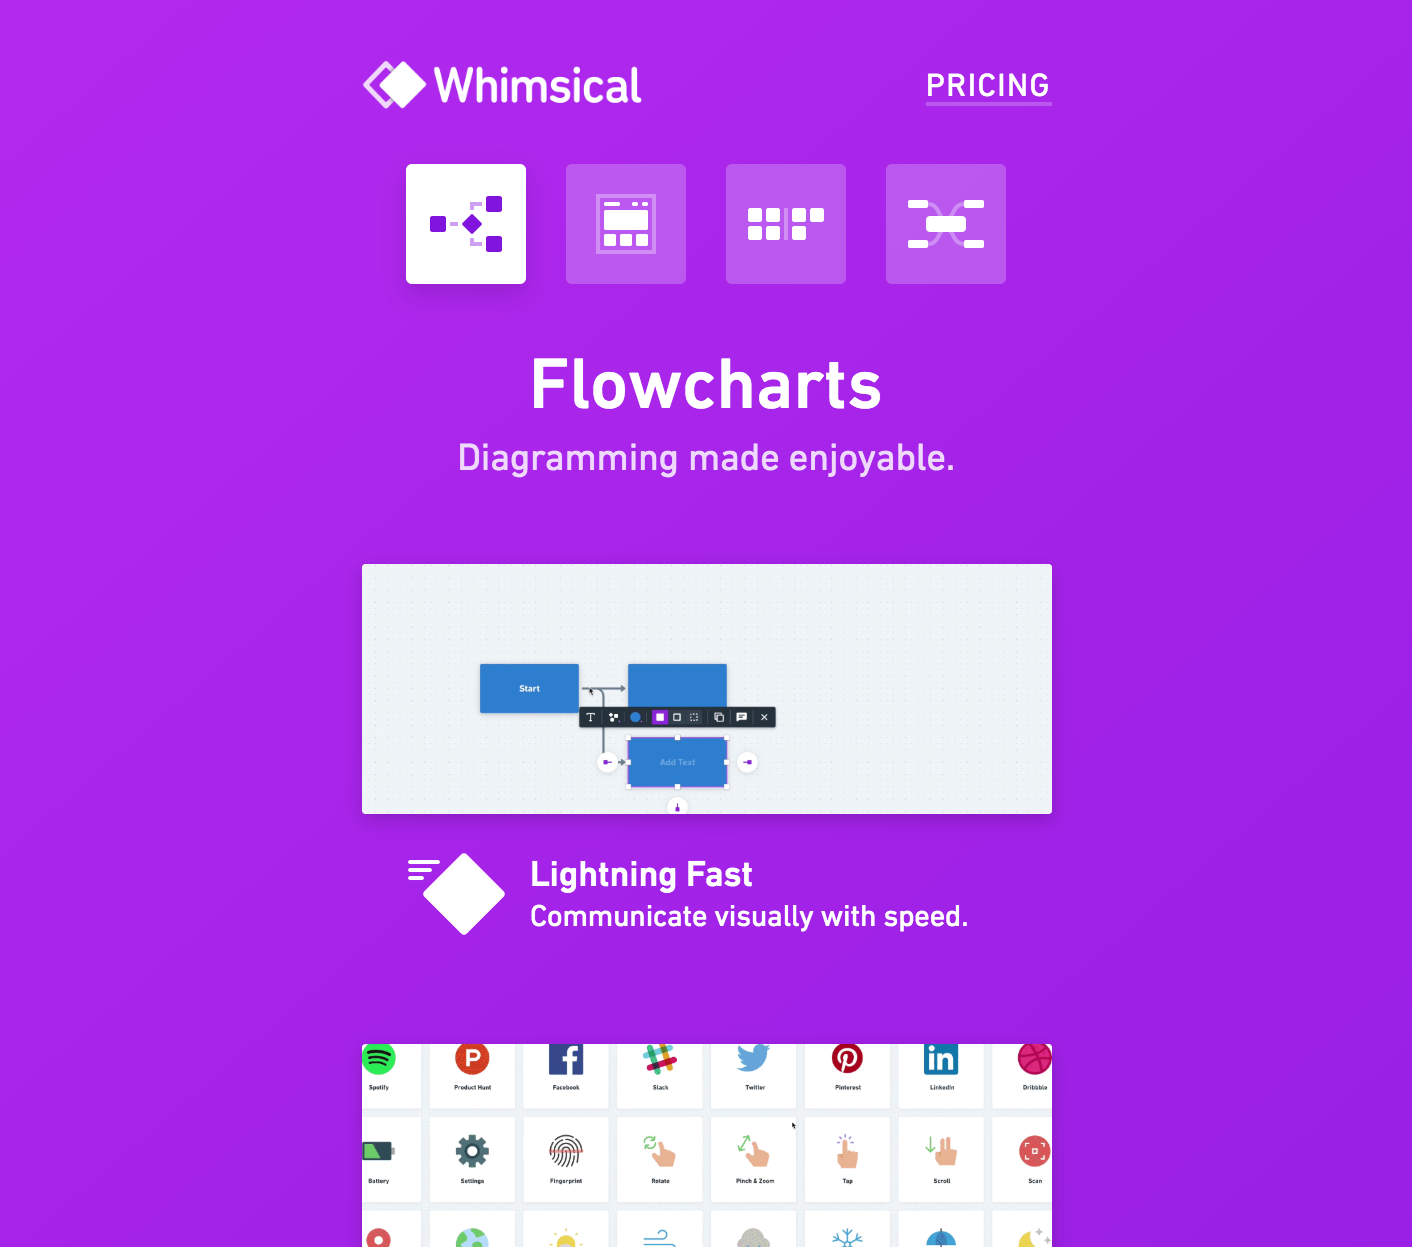 Whimsical
PRICING
Flowcharts
Diagramming made enjoyable.
Start
T
Add Text
Lightning Fast
Communicate visually with speed.
Spotify
Product Hunt
Facebook
Slack
Twitter
Pinterest
LinkedIn
Dribbble
Battery
Settings
Fingerprint
Rotate
Pinch & Zoom
Tap
Scroll
Scan